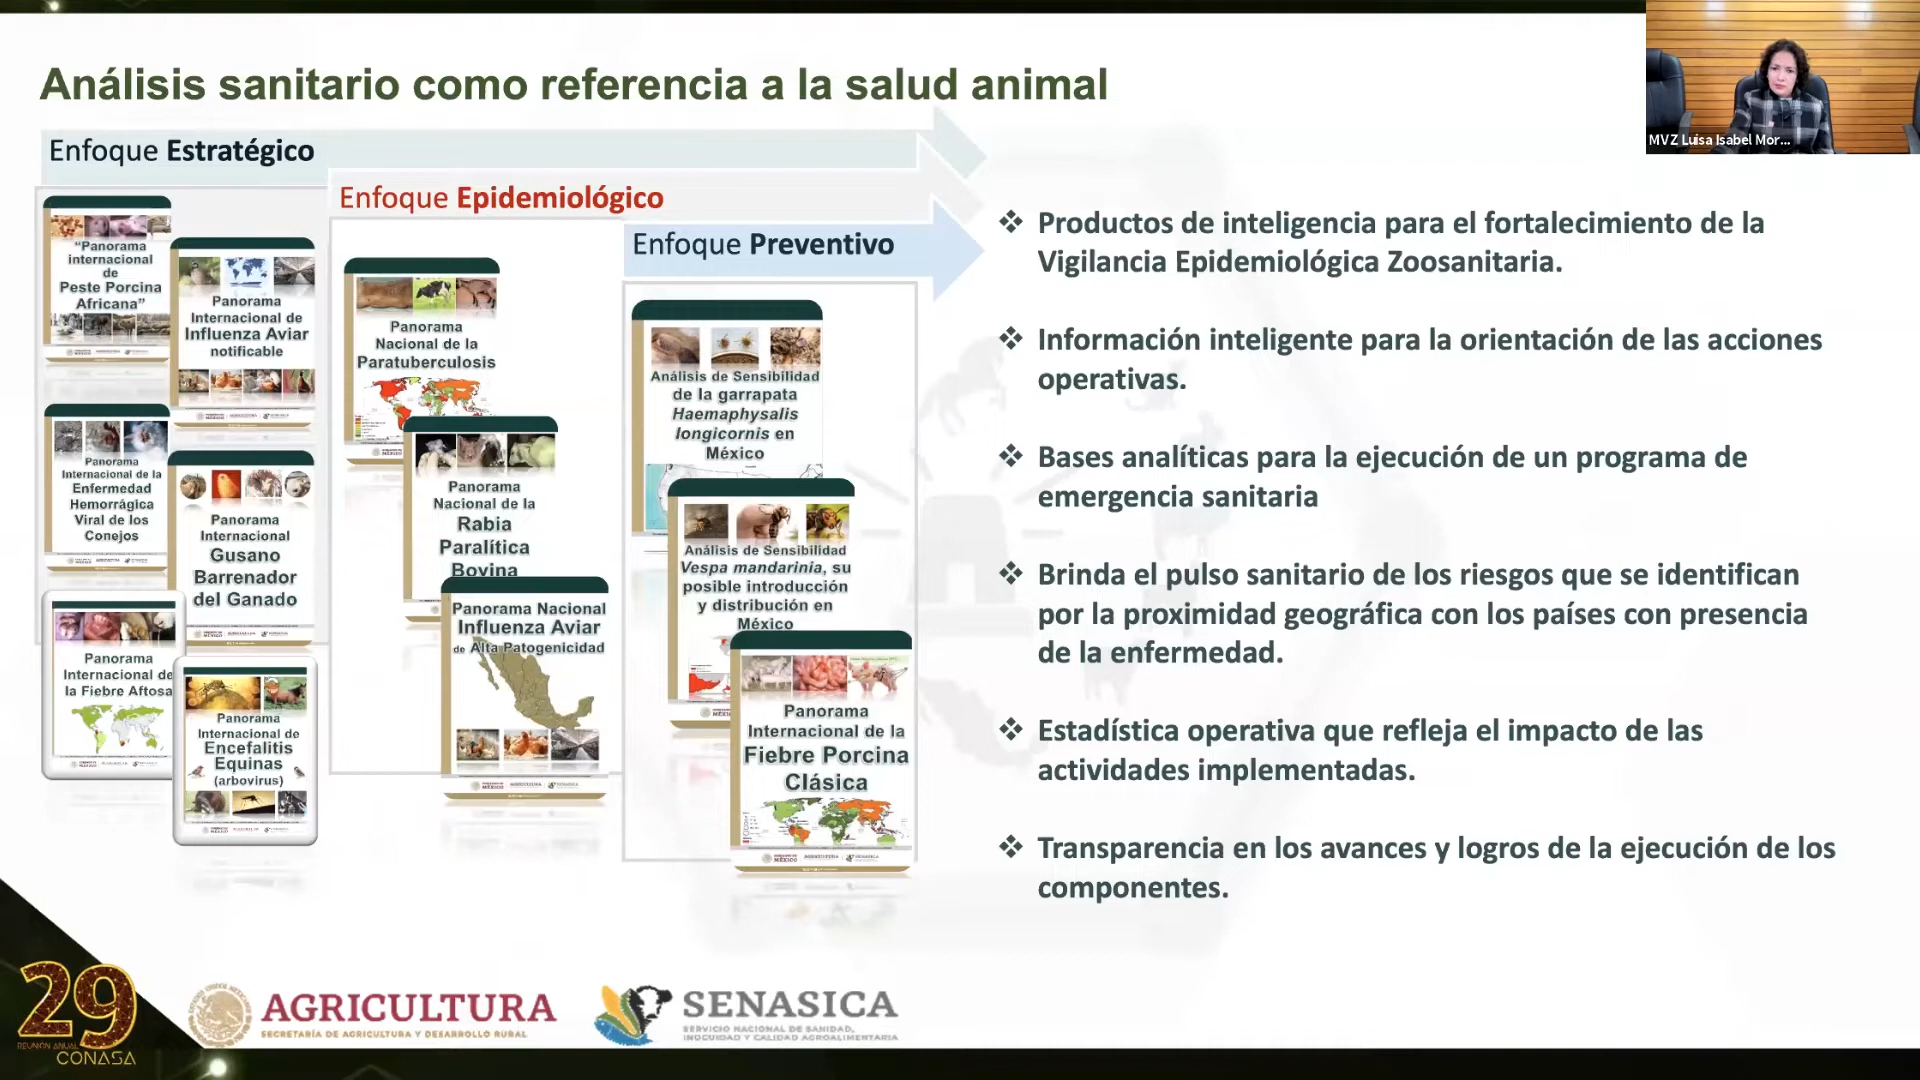 Análisis sanitario como referencia a la salud animal
MVZ Luisa Isabel Mor...
Enfoque Estratégico
Enfoque Epidemiológico
Enfoque Preventivo
“Panorama
internacional
de
Peste Porcina
Africana”
Panorama
Internacional de
Influenza Aviar
notificable
Panorama
Internacional de la
Enfermedad
Hemorrágica
Viral de los
Conejos
Panorama
Internacional
Gusano
Barrenador
del Ganado
Panorama
Internacional de
la Fiebre Aftosa
Panorama
Internacional de
Encefalitis
Equinas
(arbovirus)
Panorama
Nacional de la
Paratuberculosis
Panorama
Nacional de la
Rabia
Paralítica
Bovina
Panorama Nacional
Influenza Aviar
de Alta Patogenicidad
Análisis de Sensibilidad
de la garrapata
Haemaphysalis
longicornis en
México
Análisis de Sensibilidad
Vespa mandarinia, su
posible introducción
y distribución en
México
Panorama
Internacional de la
Fiebre Porcina
Clásica
❖ Productos de inteligencia para el fortalecimiento de la
Vigilancia Epidemiológica Zoosanitaria.
❖ Información inteligente para la orientación de las acciones
operativas.
❖ Bases analíticas para la ejecución de un programa de
emergencia sanitaria
❖ Brinda el pulso sanitario de los riesgos que se identifican
por la proximidad geográfica con los países con presencia
de la enfermedad.
❖ Estadística operativa que refleja el impacto de las
actividades implementadas.
❖ Transparencia en los avances y logros de la ejecución de los
componentes.
29
REUNIÓN ANUAL
CONASA
AGRICULTURA
SECRETARÍA DE AGRICULTURA Y DESARROLLO RURAL
SENASICA
SERVICIO NACIONAL DE SANIDAD,
INOCUIDAD Y CALIDAD AGROALIMENTARIA